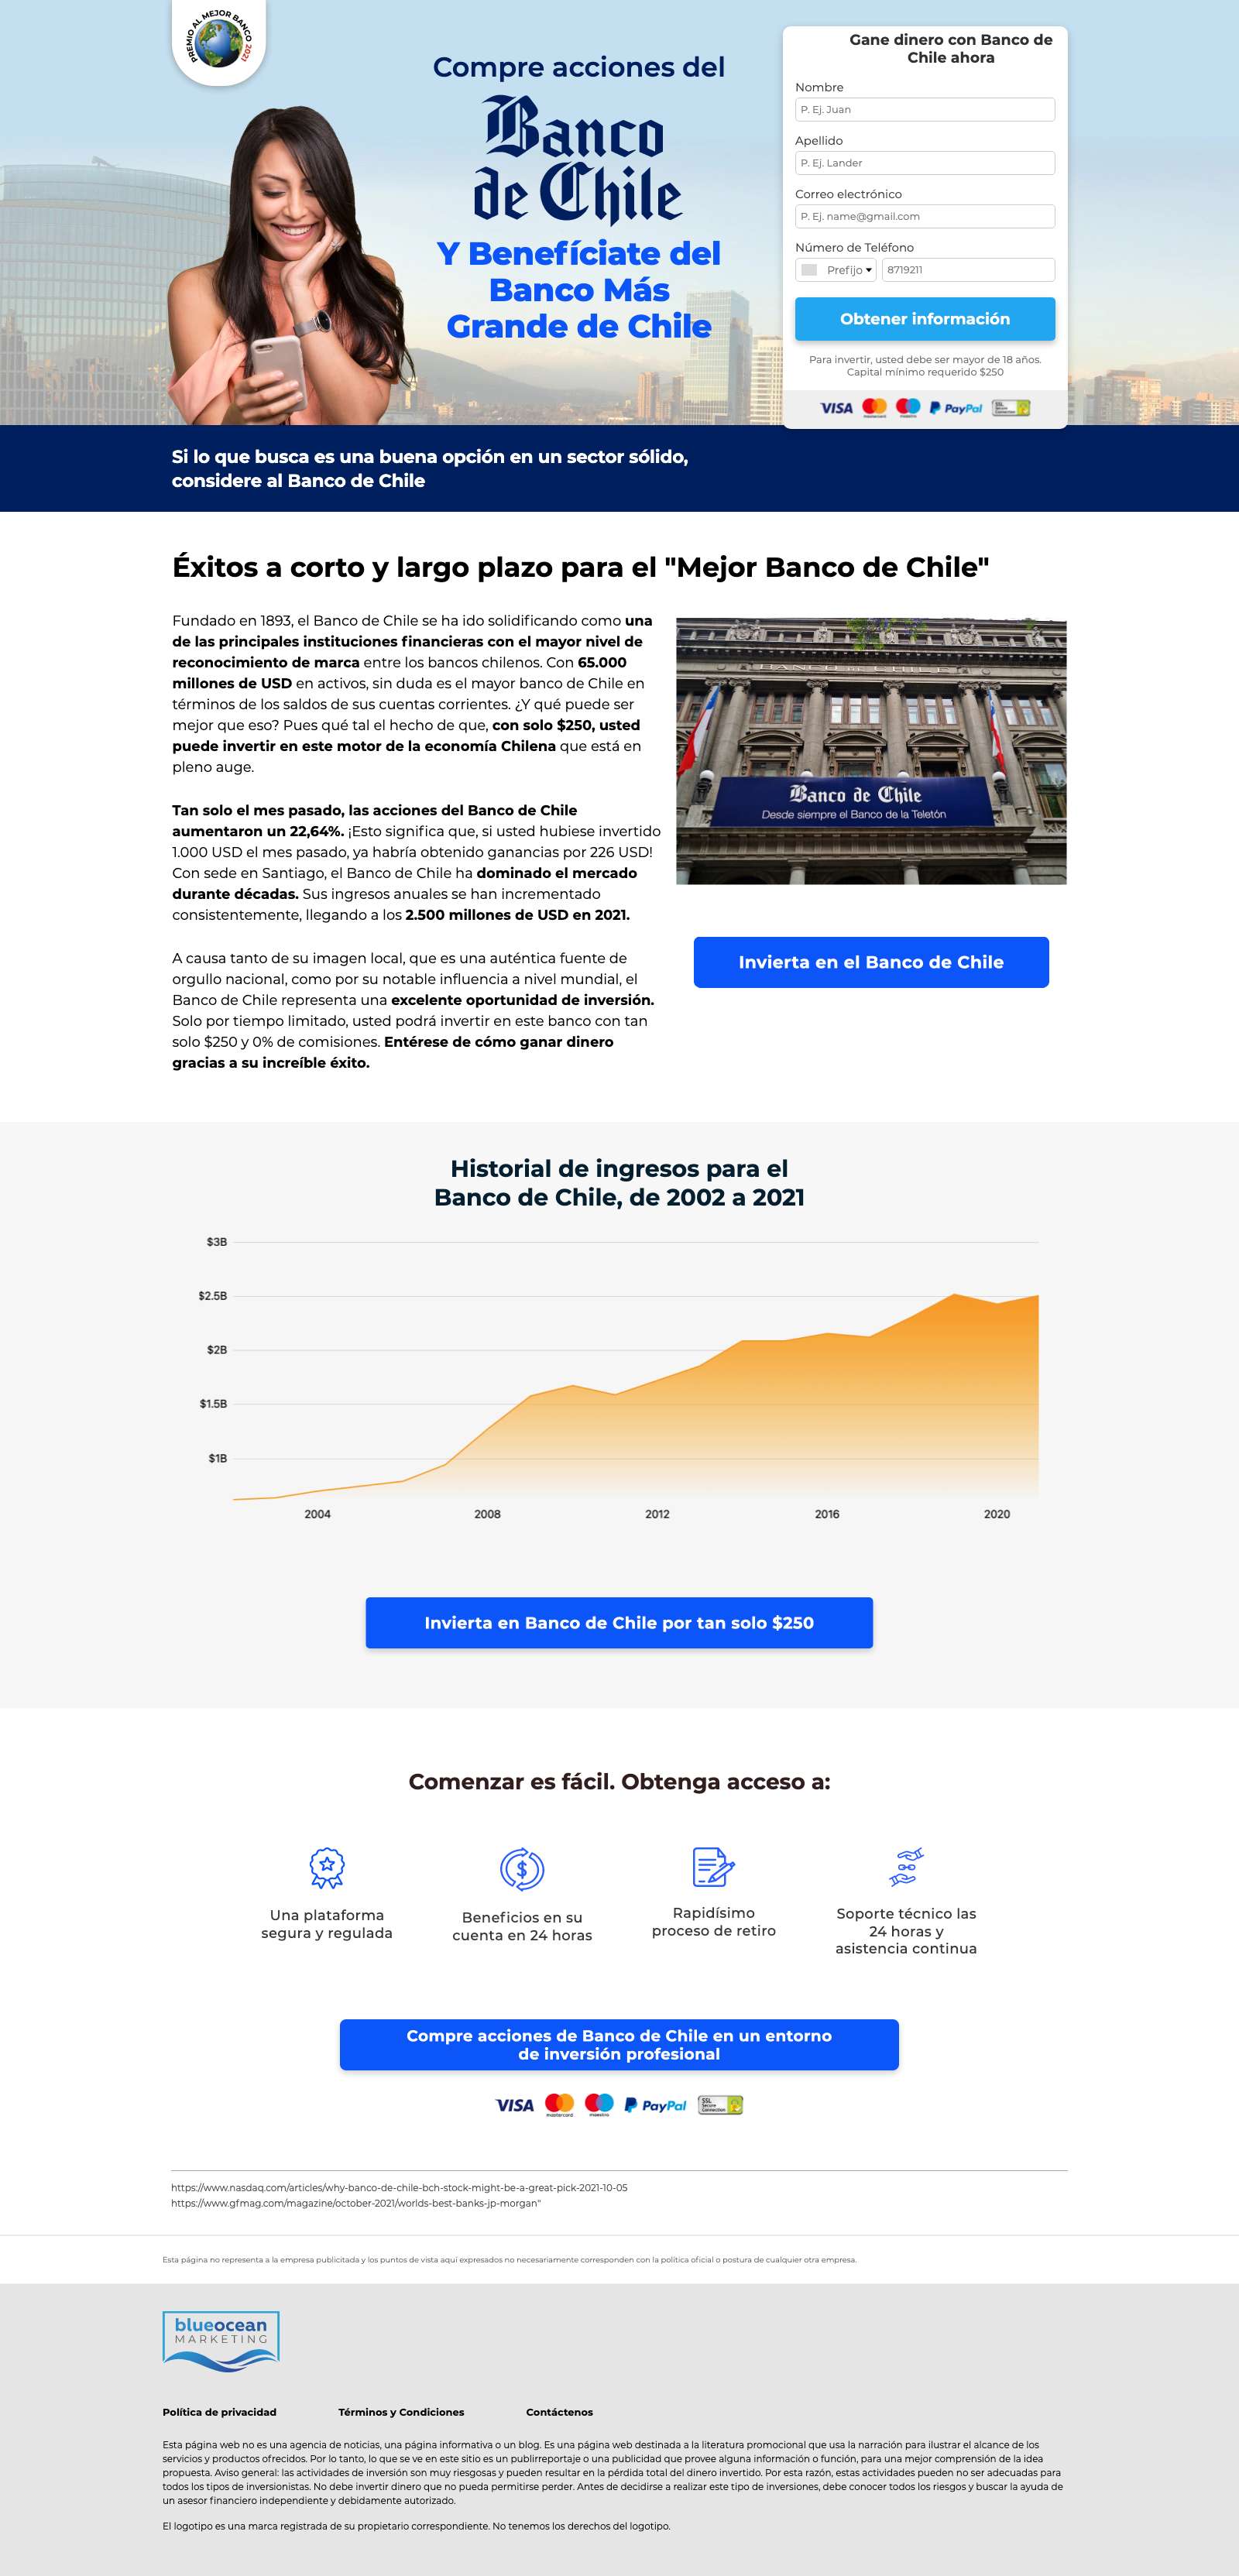 PREMIO AL MEJOR BANCO 2021
Compre acciones del
Banco
de Chile
Y Benefíciate del
Banco Más
Grande de Chile
Gane dinero con Banco de
Chile ahora
Nombre
P. Ej. Juan
Apellido
P. Ej. Lander
Correo electrónico
P. Ej. name@gmail.com
Número de Teléfono
Prefijo
8719211
Obtener información
Para invertir, usted debe ser mayor de 18 años.
Capital mínimo requerido $250
VISA mastercard maestro PayPal SSL Secure Connection
Si lo que busca es una buena opción en un sector sólido,
considere al Banco de Chile
Éxitos a corto y largo plazo para el "Mejor Banco de Chile"
Fundado en 1893, el Banco de Chile se ha ido solidificando como una
de las principales instituciones financieras con el mayor nivel de
reconocimiento de marca entre los bancos chilenos. Con 65.000
millones de USD en activos, sin duda es el mayor banco de Chile en
términos de los saldos de sus cuentas corrientes. ¿Y qué puede ser
mejor que eso? Pues qué tal el hecho de que, con solo $250, usted
puede invertir en este motor de la economía Chilena que está en
pleno auge.
Tan solo el mes pasado, las acciones del Banco de Chile
aumentaron un 22,64%. ¡Esto significa que, si usted hubiese invertido
1.000 USD el mes pasado, ya habría obtenido ganancias por 226 USD!
Con sede en Santiago, el Banco de Chile ha dominado el mercado
durante décadas. Sus ingresos anuales se han incrementado
consistentemente, llegando a los 2.500 millones de USD en 2021.
A causa tanto de su imagen local, que es una auténtica fuente de
orgullo nacional, como por su notable influencia a nivel mundial, el
Banco de Chile representa una excelente oportunidad de inversión.
Solo por tiempo limitado, usted podrá invertir en este banco con tan
solo $250 y 0% de comisiones. Entérese de cómo ganar dinero
gracias a su increíble éxito.
BANCO DE CHILE
Banco de Chile
Desde siempre el Banco de la Teletón
Invierta en el Banco de Chile
Historial de ingresos para el
Banco de Chile, de 2002 a 2021
$3B
$2.5B
$2B
$1.5B
$1B
2004 2008 2012 2016 2020
Invierta en Banco de Chile por tan solo $250
Comenzar es fácil. Obtenga acceso a:
Una plataforma
segura y regulada
Beneficios en su
cuenta en 24 horas
Rapidísimo
proceso de retiro
Soporte técnico las
24 horas y
asistencia continua
Compre acciones de Banco de Chile en un entorno
de inversión profesional
VISA mastercard maestro PayPal SSL Secure Connection
https://www.nasdaq.com/articles/why-banco-de-chile-bch-stock-might-be-a-great-pick-2021-10-05
https://www.gfmag.com/magazine/october-2021/worlds-best-banks-jp-morgan"
Esta página no representa a la empresa publicitada y los puntos de vista aquí expresados no necesariamente corresponden con la política oficial o postura de cualquier otra empresa.
blueocean
MARKETING
Política de privacidad Términos y Condiciones Contáctenos
Esta página web no es una agencia de noticias, una página informativa o un blog. Es una página web destinada a la literatura promocional que usa la narración para ilustrar el alcance de los
servicios y productos ofrecidos. Por lo tanto, lo que se ve en este sitio es un publirreportaje o una publicidad que provee alguna información o función, para una mejor comprensión de la idea
propuesta. Aviso general: las actividades de inversión son muy riesgosas y pueden resultar en la pérdida total del dinero invertido. Por esta razón, estas actividades pueden no ser adecuadas para
todos los tipos de inversionistas. No debe invertir dinero que no pueda permitirse perder. Antes de decidirse a realizar este tipo de inversiones, debe conocer todos los riesgos y buscar la ayuda de
un asesor financiero independiente y debidamente autorizado.
El logotipo es una marca registrada de su propietario correspondiente. No tenemos los derechos del logotipo.